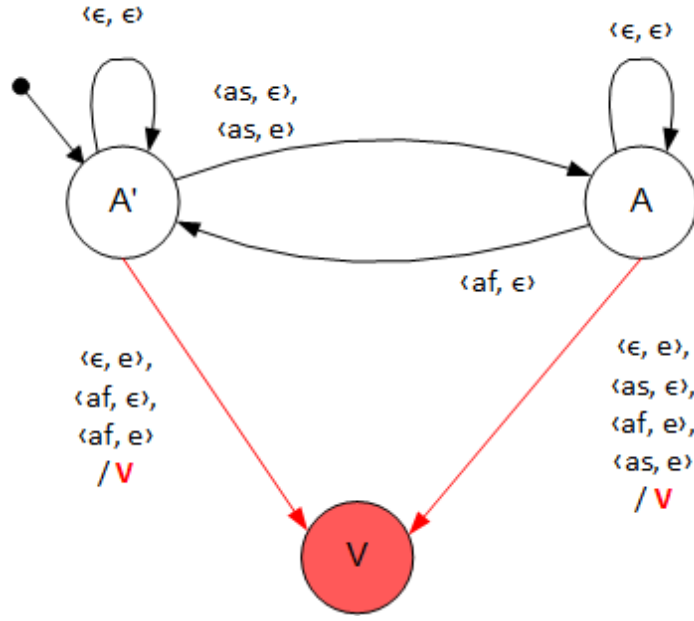 ‹ϵ, ϵ›
‹ϵ, ϵ›
‹as, ϵ›,
‹as, e›
A'
A
‹af, ϵ›
‹ϵ, e›,
‹af, ϵ›,
‹af, e›
/ V
‹ϵ, e›,
‹as, ϵ›,
‹af, e›,
‹as, e›
/ V
V